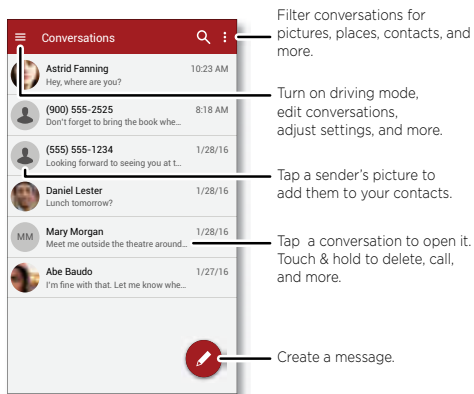 Conversations
Astrid Fanning
10:23 AM
Hey, where are you?
(900) 555-2525
8:18 AM
Don't forget to bring the book whe...
(555) 555-1234
1/28/16
Looking forward to seeing you at t...
Daniel Lester
1/28/16
Lunch tomorrow?
MM
Mary Morgan
1/28/16
Meet me outside the theatre around...
Abe Baudo
1/27/16
I'm fine with that. Let me know whe...
Filter conversations for
pictures, places, contacts, and
more.
Turn on driving mode,
edit conversations,
adjust settings, and more.
Tap a sender's picture to
add them to your contacts.
Tap a conversation to open it.
Touch & hold to delete, call,
and more.
Create a message.